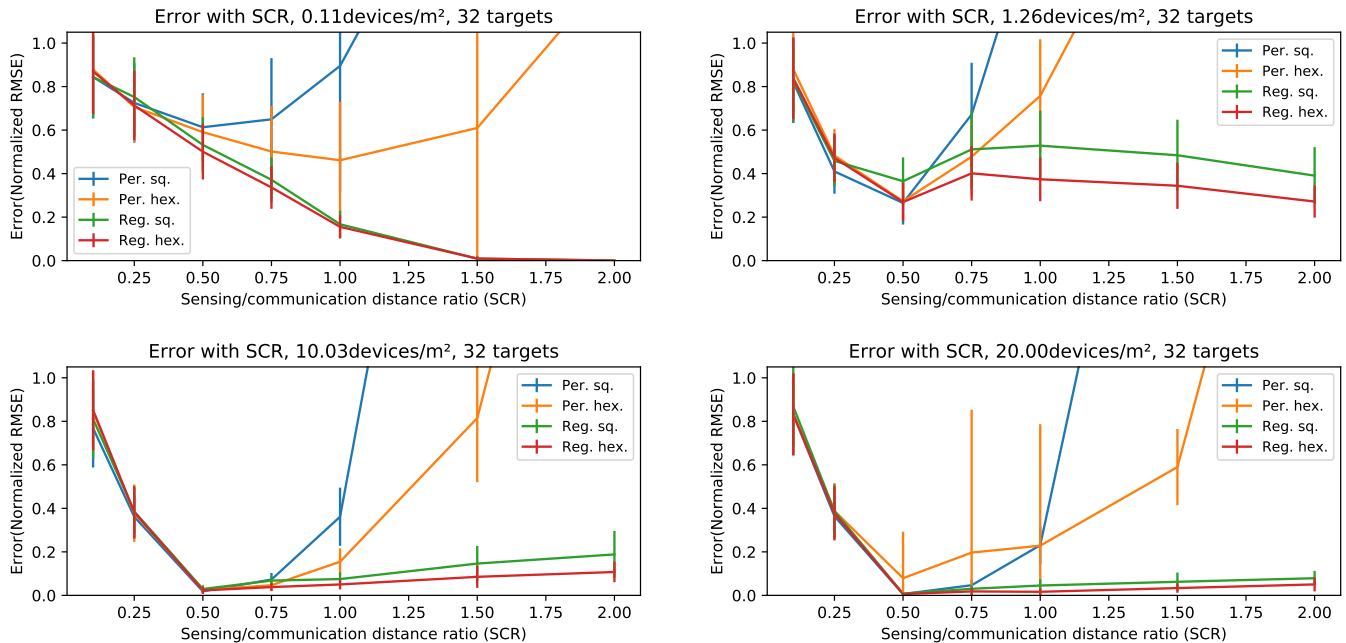 Error with SCR, 0.11devices/m², 32 targets
Error(Normalized RMSE)
1.0
0.8
0.6
0.4
0.2
0.0
Per. sq.
Per. hex.
Reg. sq.
Reg. hex.
0.25 0.50 0.75 1.00 1.25 1.50 1.75 2.00
Sensing/communication distance ratio (SCR)
Error with SCR, 1.26devices/m², 32 targets
Error(Normalized RMSE)
1.0
0.8
0.6
0.4
0.2
0.0
Per. sq.
Per. hex.
Reg. sq.
Reg. hex.
0.25 0.50 0.75 1.00 1.25 1.50 1.75 2.00
Sensing/communication distance ratio (SCR)
Error with SCR, 10.03devices/m², 32 targets
Error(Normalized RMSE)
1.0
0.8
0.6
0.4
0.2
0.0
Per. sq.
Per. hex.
Reg. sq.
Reg. hex.
0.25 0.50 0.75 1.00 1.25 1.50 1.75 2.00
Sensing/communication distance ratio (SCR)
Error with SCR, 20.00devices/m², 32 targets
Error(Normalized RMSE)
1.0
0.8
0.6
0.4
0.2
0.0
Per. sq.
Per. hex.
Reg. sq.
Reg. hex.
0.25 0.50 0.75 1.00 1.25 1.50 1.75 2.00
Sensing/communication distance ratio (SCR)